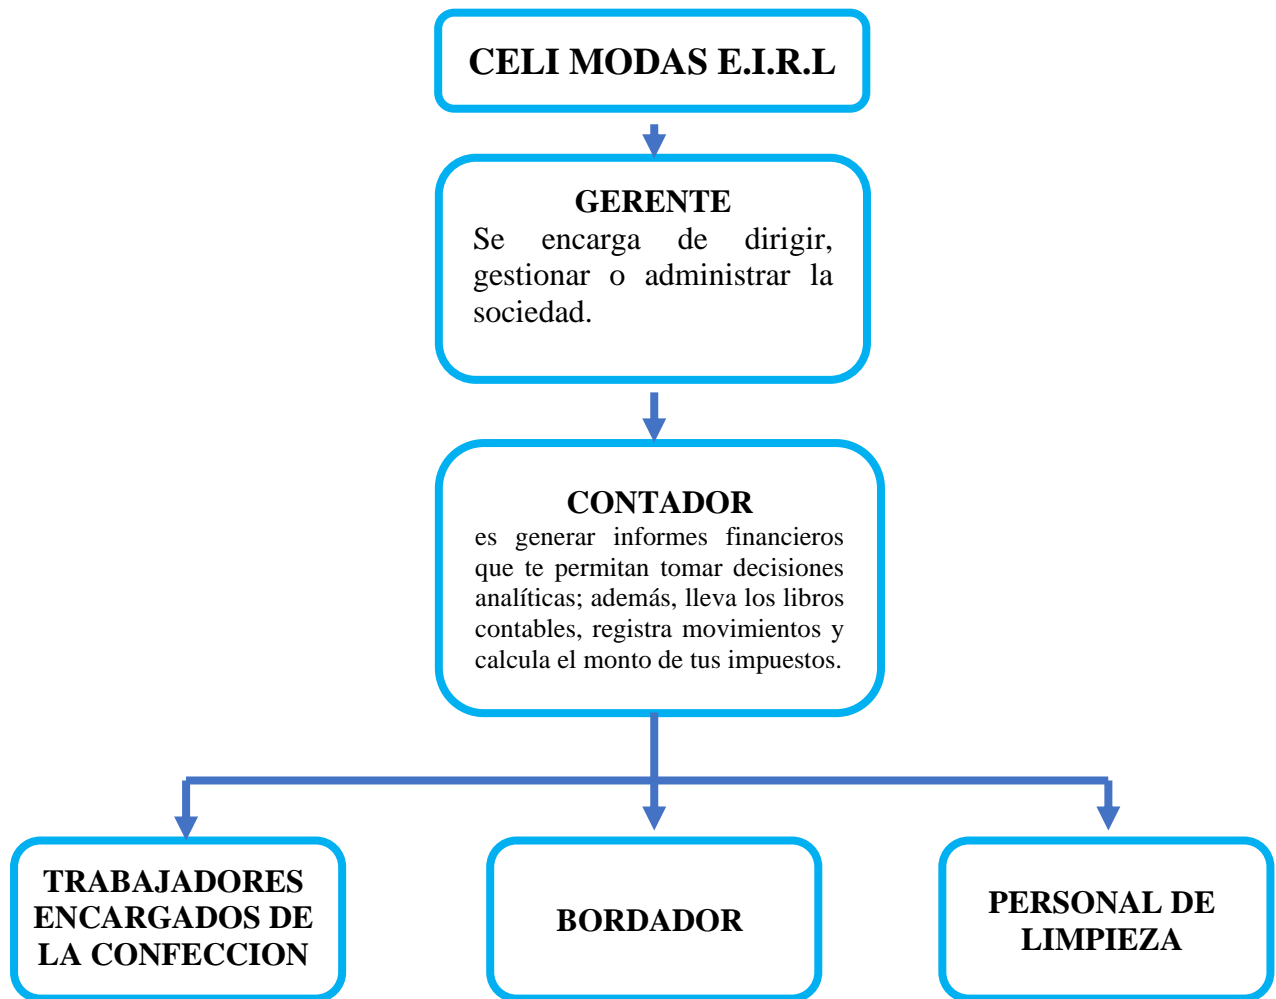 CELI MODAS E.I.R.L
GERENTE
Se encarga de dirigir,
gestionar o administrar la
sociedad.
CONTADOR
es generar informes financieros
que te permitan tomar decisiones
analíticas; además, lleva los libros
contables, registra movimientos y
calcula el monto de tus impuestos.
TRABAJADORES
ENCARGADOS DE
LA CONFECCION
BORDADOR
PERSONAL DE
LIMPIEZA